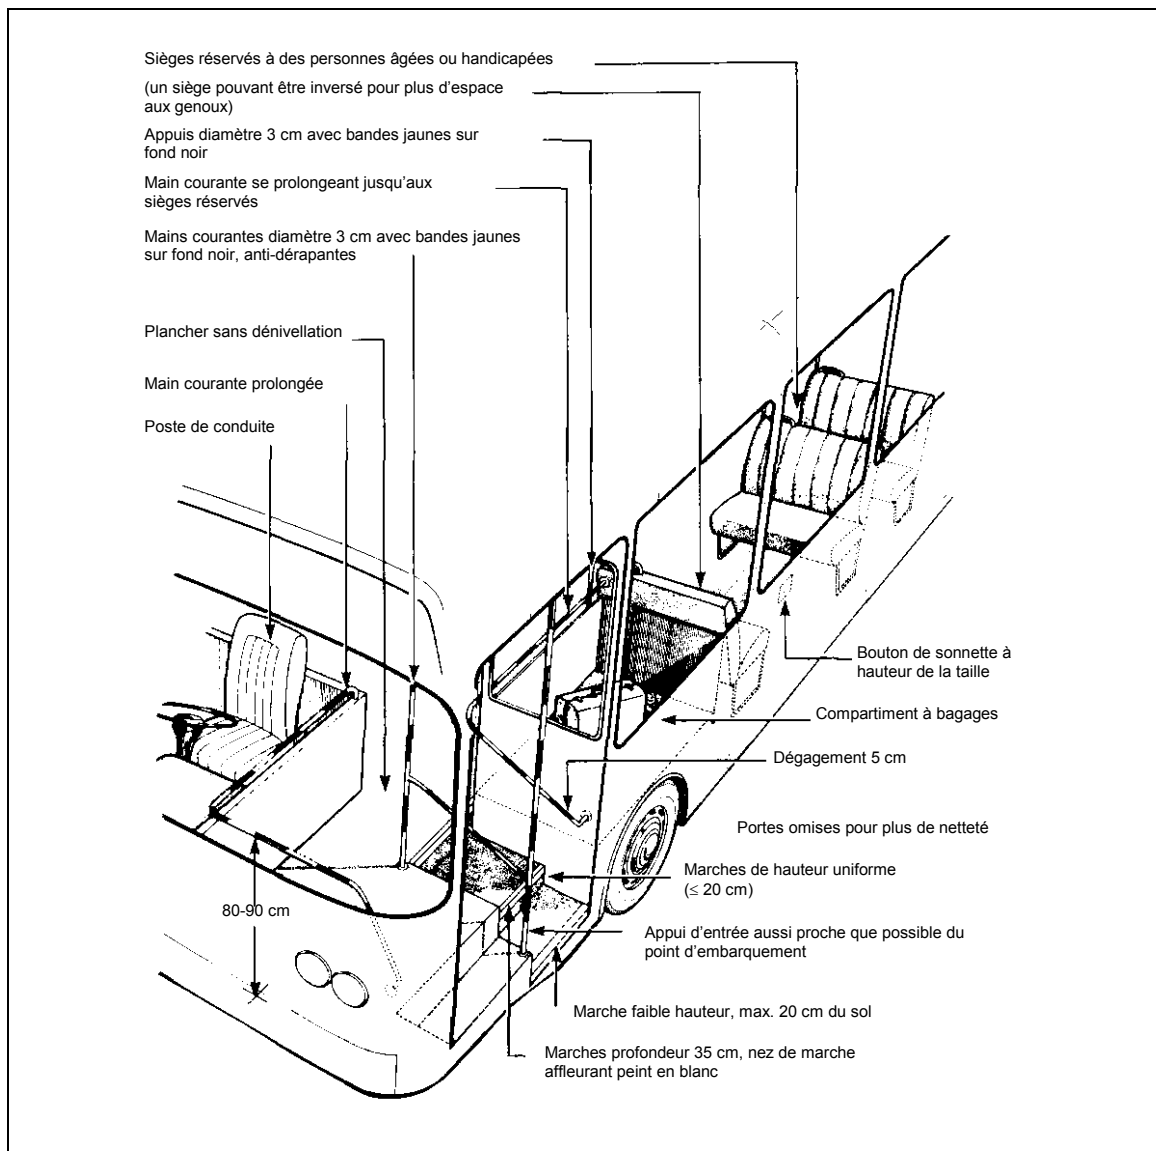 Sièges réservés à des personnes âgées ou handicapées
(un siège pouvant être inversé pour plus d'espace
aux genoux)
Appuis diamètre 3 cm avec bandes jaunes sur
fond noir
Main courante se prolongeant jusqu'aux
sièges réservés
Mains courantes diamètre 3 cm avec bandes jaunes
sur fond noir, anti-dérapantes
Plancher sans dénivellation
Main courante prolongée
Poste de conduite
Bouton de sonnette à
hauteur de la taille
Compartiment à bagages
Dégagement 5 cm
Portes omises pour plus de netteté
Marches de hauteur uniforme
(≤ 20 cm)
80-90 cm
Appui d'entrée aussi proche que possible du
point d'embarquement
Marche faible hauteur, max. 20 cm du sol
Marches profondeur 35 cm, nez de marche
affleurant peint en blanc